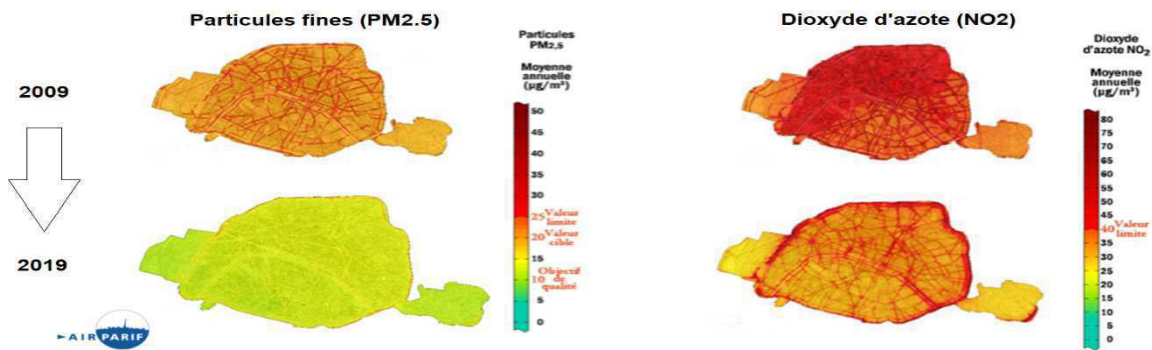 Particules fines (PM2.5)
Dioxyde d'azote (NO2)
2009
2019
Particules
PM2,5
Moyenne
annuelle
(µg/m³)
50
45
40
35
30
25 Valeur
limite
20 Valeur
cible
15
10 Objectif
de
qualité
5
0
Dioxyde
d'azote NO2
Moyenne
annuelle
(µg/m³)
80
75
70
65
60
55
50
45
40 Valeur
limite
35
30
25
20
15
10
5
0
AIRPARIF